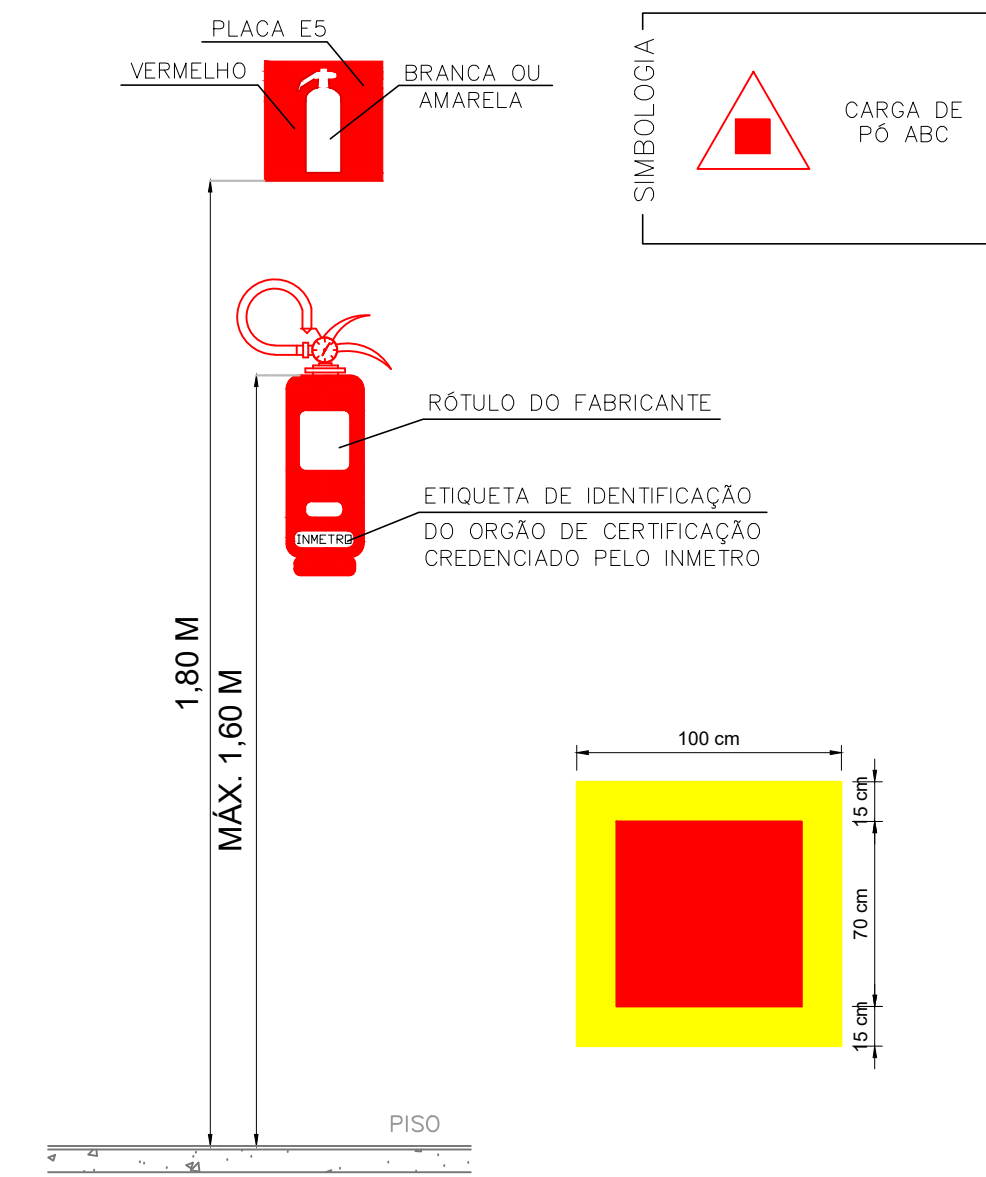 PLACA E5
VERMELHO
BRANCA OU
AMARELA
SIMBOLOGIA
CARGA DE
PÓ ABC
RÓTULO DO FABRICANTE
ETIQUETA DE IDENTIFICAÇÃO
DO ORGÃO DE CERTIFICAÇÃO
CREDENCIADO PELO INMETRO
INMETRO
1,80 M
MÁX. 1,60 M
100 cm
15 cm
70 cm
15 cm
PISO